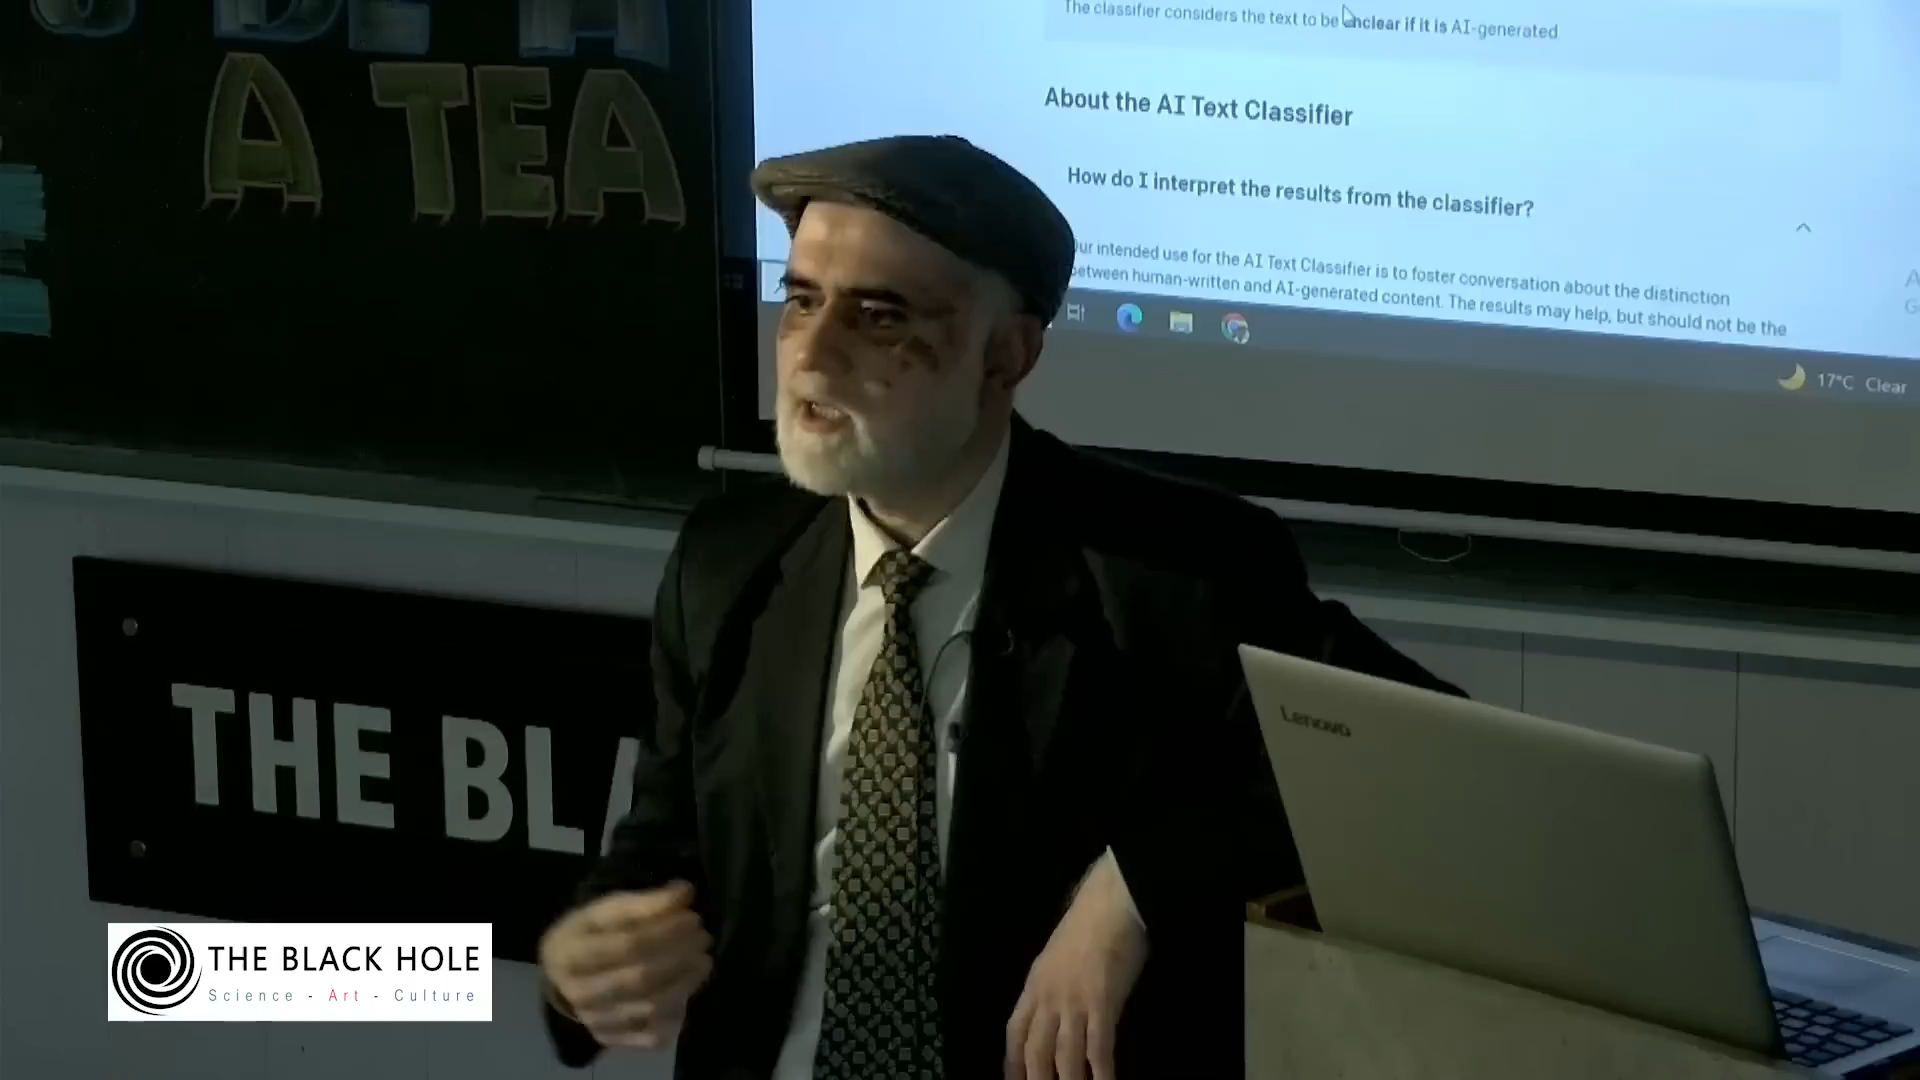 A TEA
The classifier considers the text to be unclear if it is AI-generated
About the AI Text Classifier
How do I interpret the results from the classifier?
ur intended use for the AI Text Classifier is to foster conversation about the distinction
between human-written and AI-generated content. The results may help, but should not be the
17°C Clear
THE BLA
Lenovo
THE BLACK HOLE
Science - Art - Culture